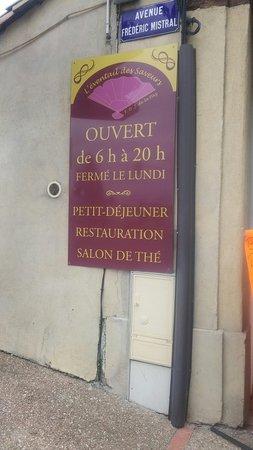 AVENUE
FRÉDÉRIC MISTRAL
L'éventail des Saveurs
OUVERT
de 6 h à 20 h
FERMÉ LE LUNDI
PETIT-DÉJEUNER
RESTAURATION
SALON DE THÉ